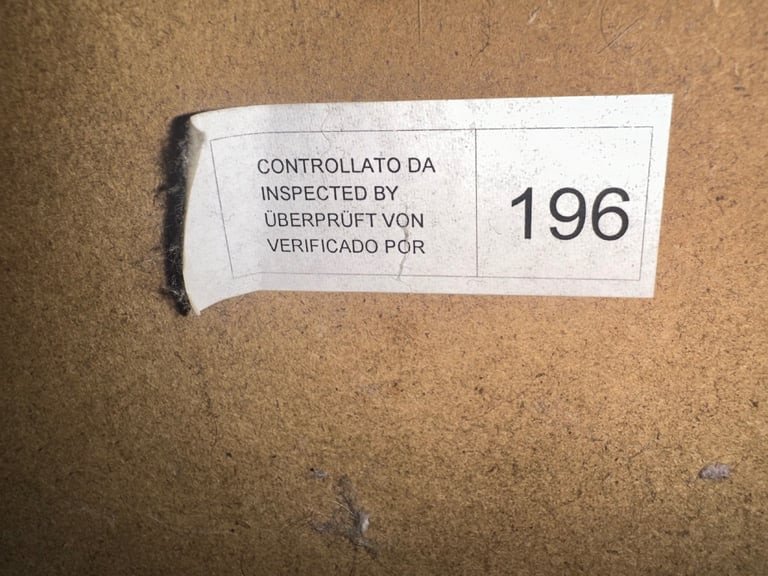 CONTROLLATO DA
INSPECTED BY
ÜBERPRÜFT VON
VERIFICADO POR
196